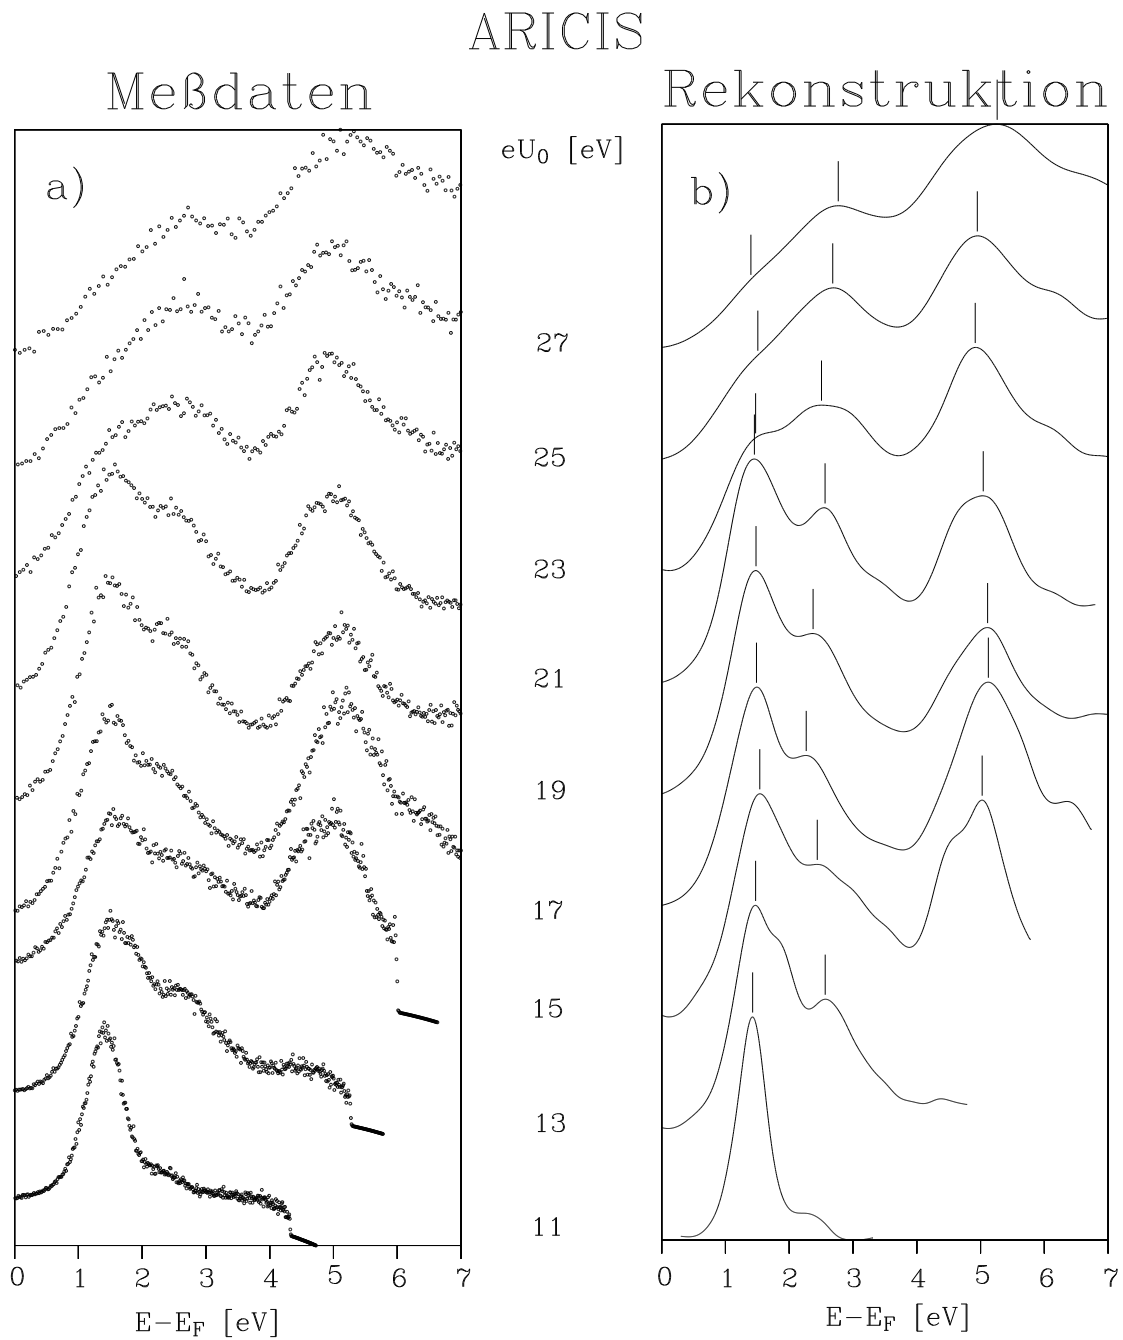 ARICIS
Meßdaten
Rekonstruktion
eU0 [eV]
a)
b)
27
25
23
21
19
17
15
13
11
0 1 2 3 4 5 6 7
0 1 2 3 4 5 6 7
E−EF [eV]
E−EF [eV]